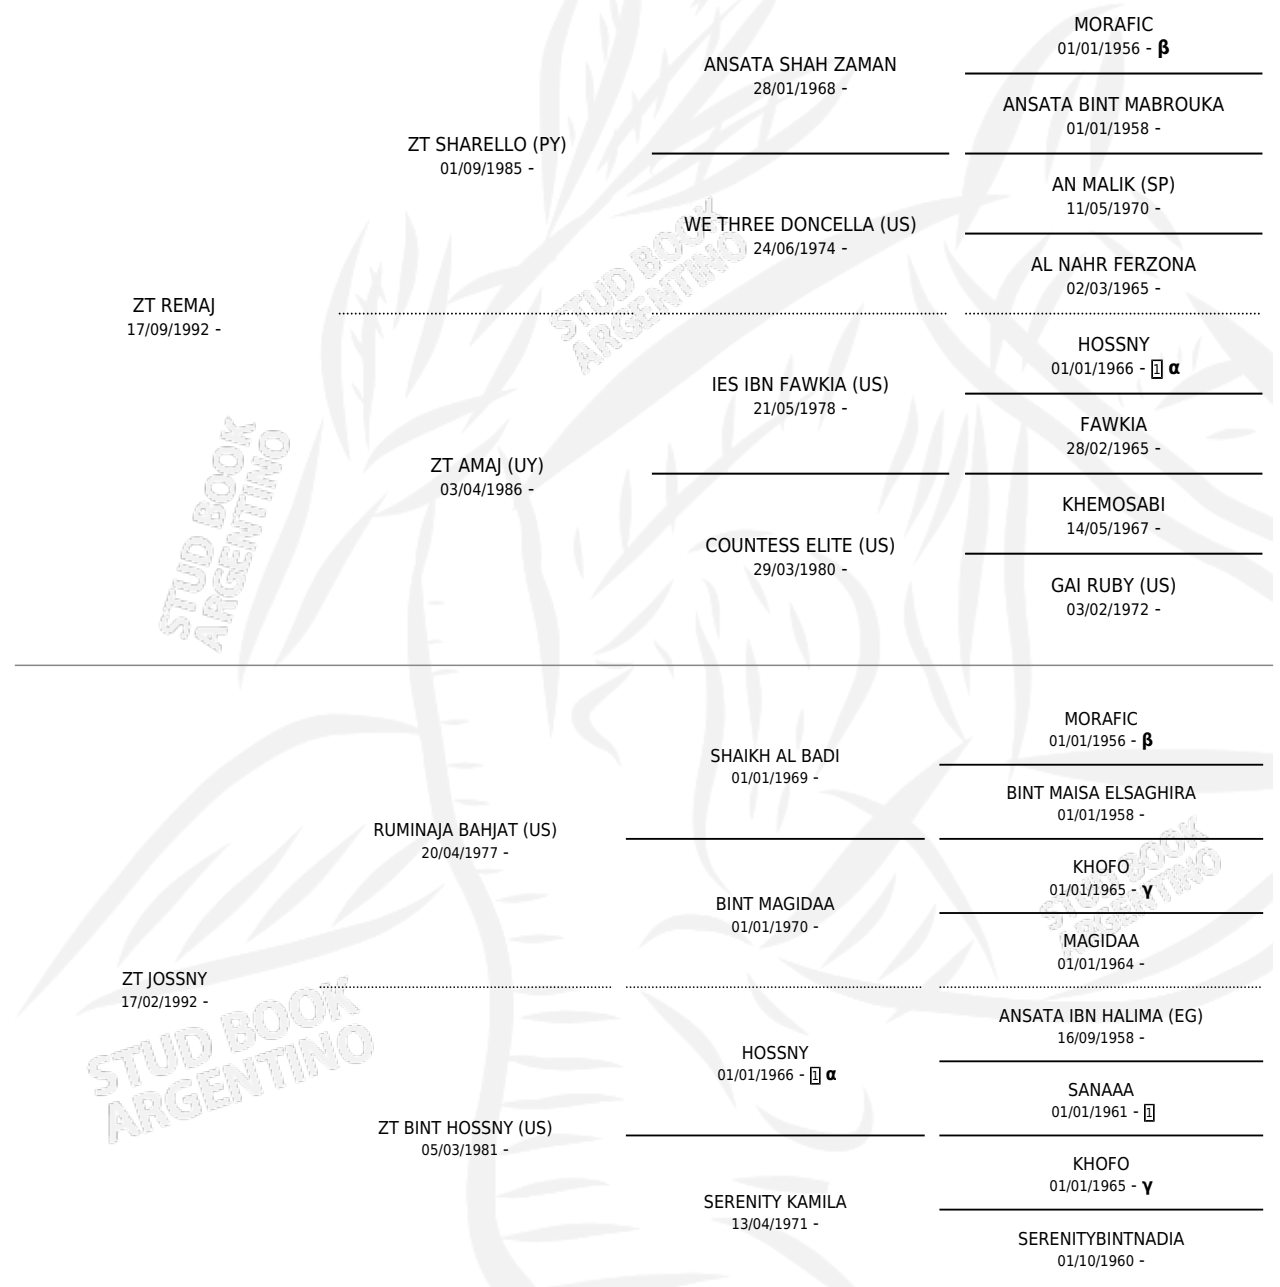 MORAFIC
01/01/1956 - β
ANSATA SHAH ZAMAN
28/01/1968 -
ANSATA BINT MABROUKA
01/01/1958 -
ZT SHARELLO (PY)
01/09/1985 -
AN MALIK (SP)
11/05/1970 -
WE THREE DONCELLA (US)
24/06/1974 -
AL NAHR FERZONA
02/03/1965 -
ZT REMAJ
17/09/1992 -
HOSSNY
01/01/1966 - 1 α
IES IBN FAWKIA (US)
21/05/1978 -
FAWKIA
28/02/1965 -
ZT AMAJ (UY)
03/04/1986 -
KHEMOSABI
14/05/1967 -
COUNTESS ELITE (US)
29/03/1980 -
GAI RUBY (US)
03/02/1972 -
STUD BOOK
ARGENTINO
STUD BOOK
ARGENTINO
MORAFIC
01/01/1956 - β
SHAIKH AL BADI
01/01/1969 -
BINT MAISA ELSAGHIRA
01/01/1958 -
RUMINAJA BAHJAT (US)
20/04/1977 -
KHOFO
01/01/1965 - γ
BINT MAGIDAA
01/01/1970 -
MAGIDAA
01/01/1964 -
ZT JOSSNY
17/02/1992 -
ANSATA IBN HALIMA (EG)
16/09/1958 -
HOSSNY
01/01/1966 - 1 α
SANAAA
01/01/1961 - 1
ZT BINT HOSSNY (US)
05/03/1981 -
KHOFO
01/01/1965 - γ
SERENITY KAMILA
13/04/1971 -
SERENITYBINTNADIA
01/10/1960 -
STUD BOOK
ARGENTINO
STUD BOOK
ARGENTINO